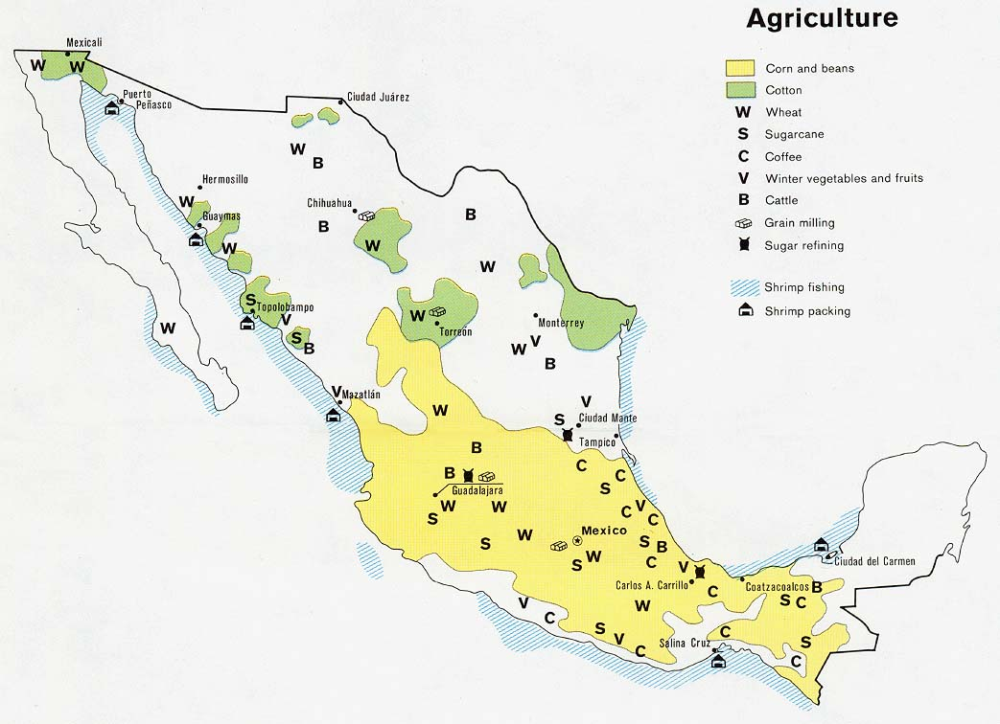 Agriculture
Corn and beans
Cotton
W Wheat
S Sugarcane
C Coffee
V Winter vegetables and fruits
B Cattle
Grain milling
Sugar refining
Shrimp fishing
Shrimp packing
Mexicali
W W
Puerto
Peñasco
Ciudad Juárez
W
B
Hermosillo
W
Guaymas
Chihuahua
B
B
W
W
W
S
Topolobampo
V
W
Torreón
Monterrey
W
S
B
W
V
B
V
Mazatlán
W
V
S
Ciudad Mante
Tampico
B
B
Guadalajara
C
C
S
W
W
S
C
V
C
W
Mexico
S
S
B
W
S
C
V
Carlos A. Carrillo
Coatzacoalcos
Ciudad del Carmen
B
C
S
C
V
C
W
S
V
C
Salina Cruz
C
S
C